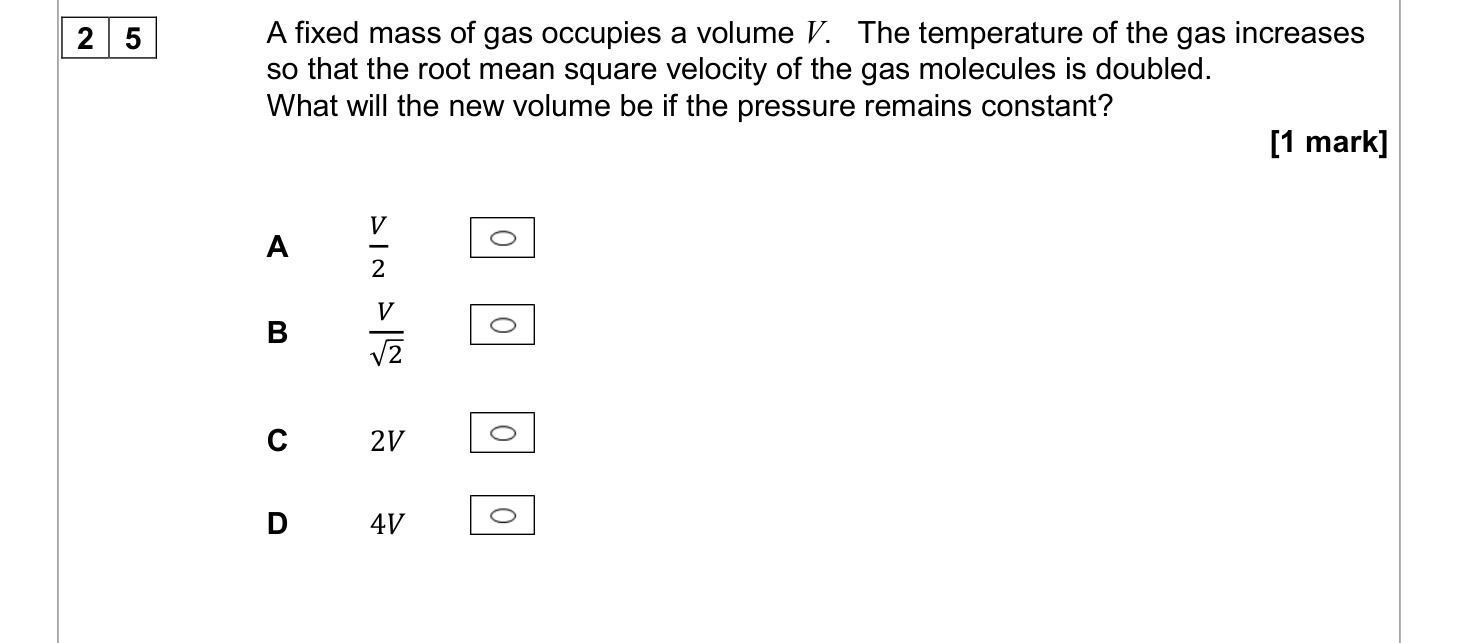 2 5
A fixed mass of gas occupies a volume V. The temperature of the gas increases
so that the root mean square velocity of the gas molecules is doubled.
What will the new volume be if the pressure remains constant?
[1 mark]
A V/2
B V/√2
C 2V
D 4V